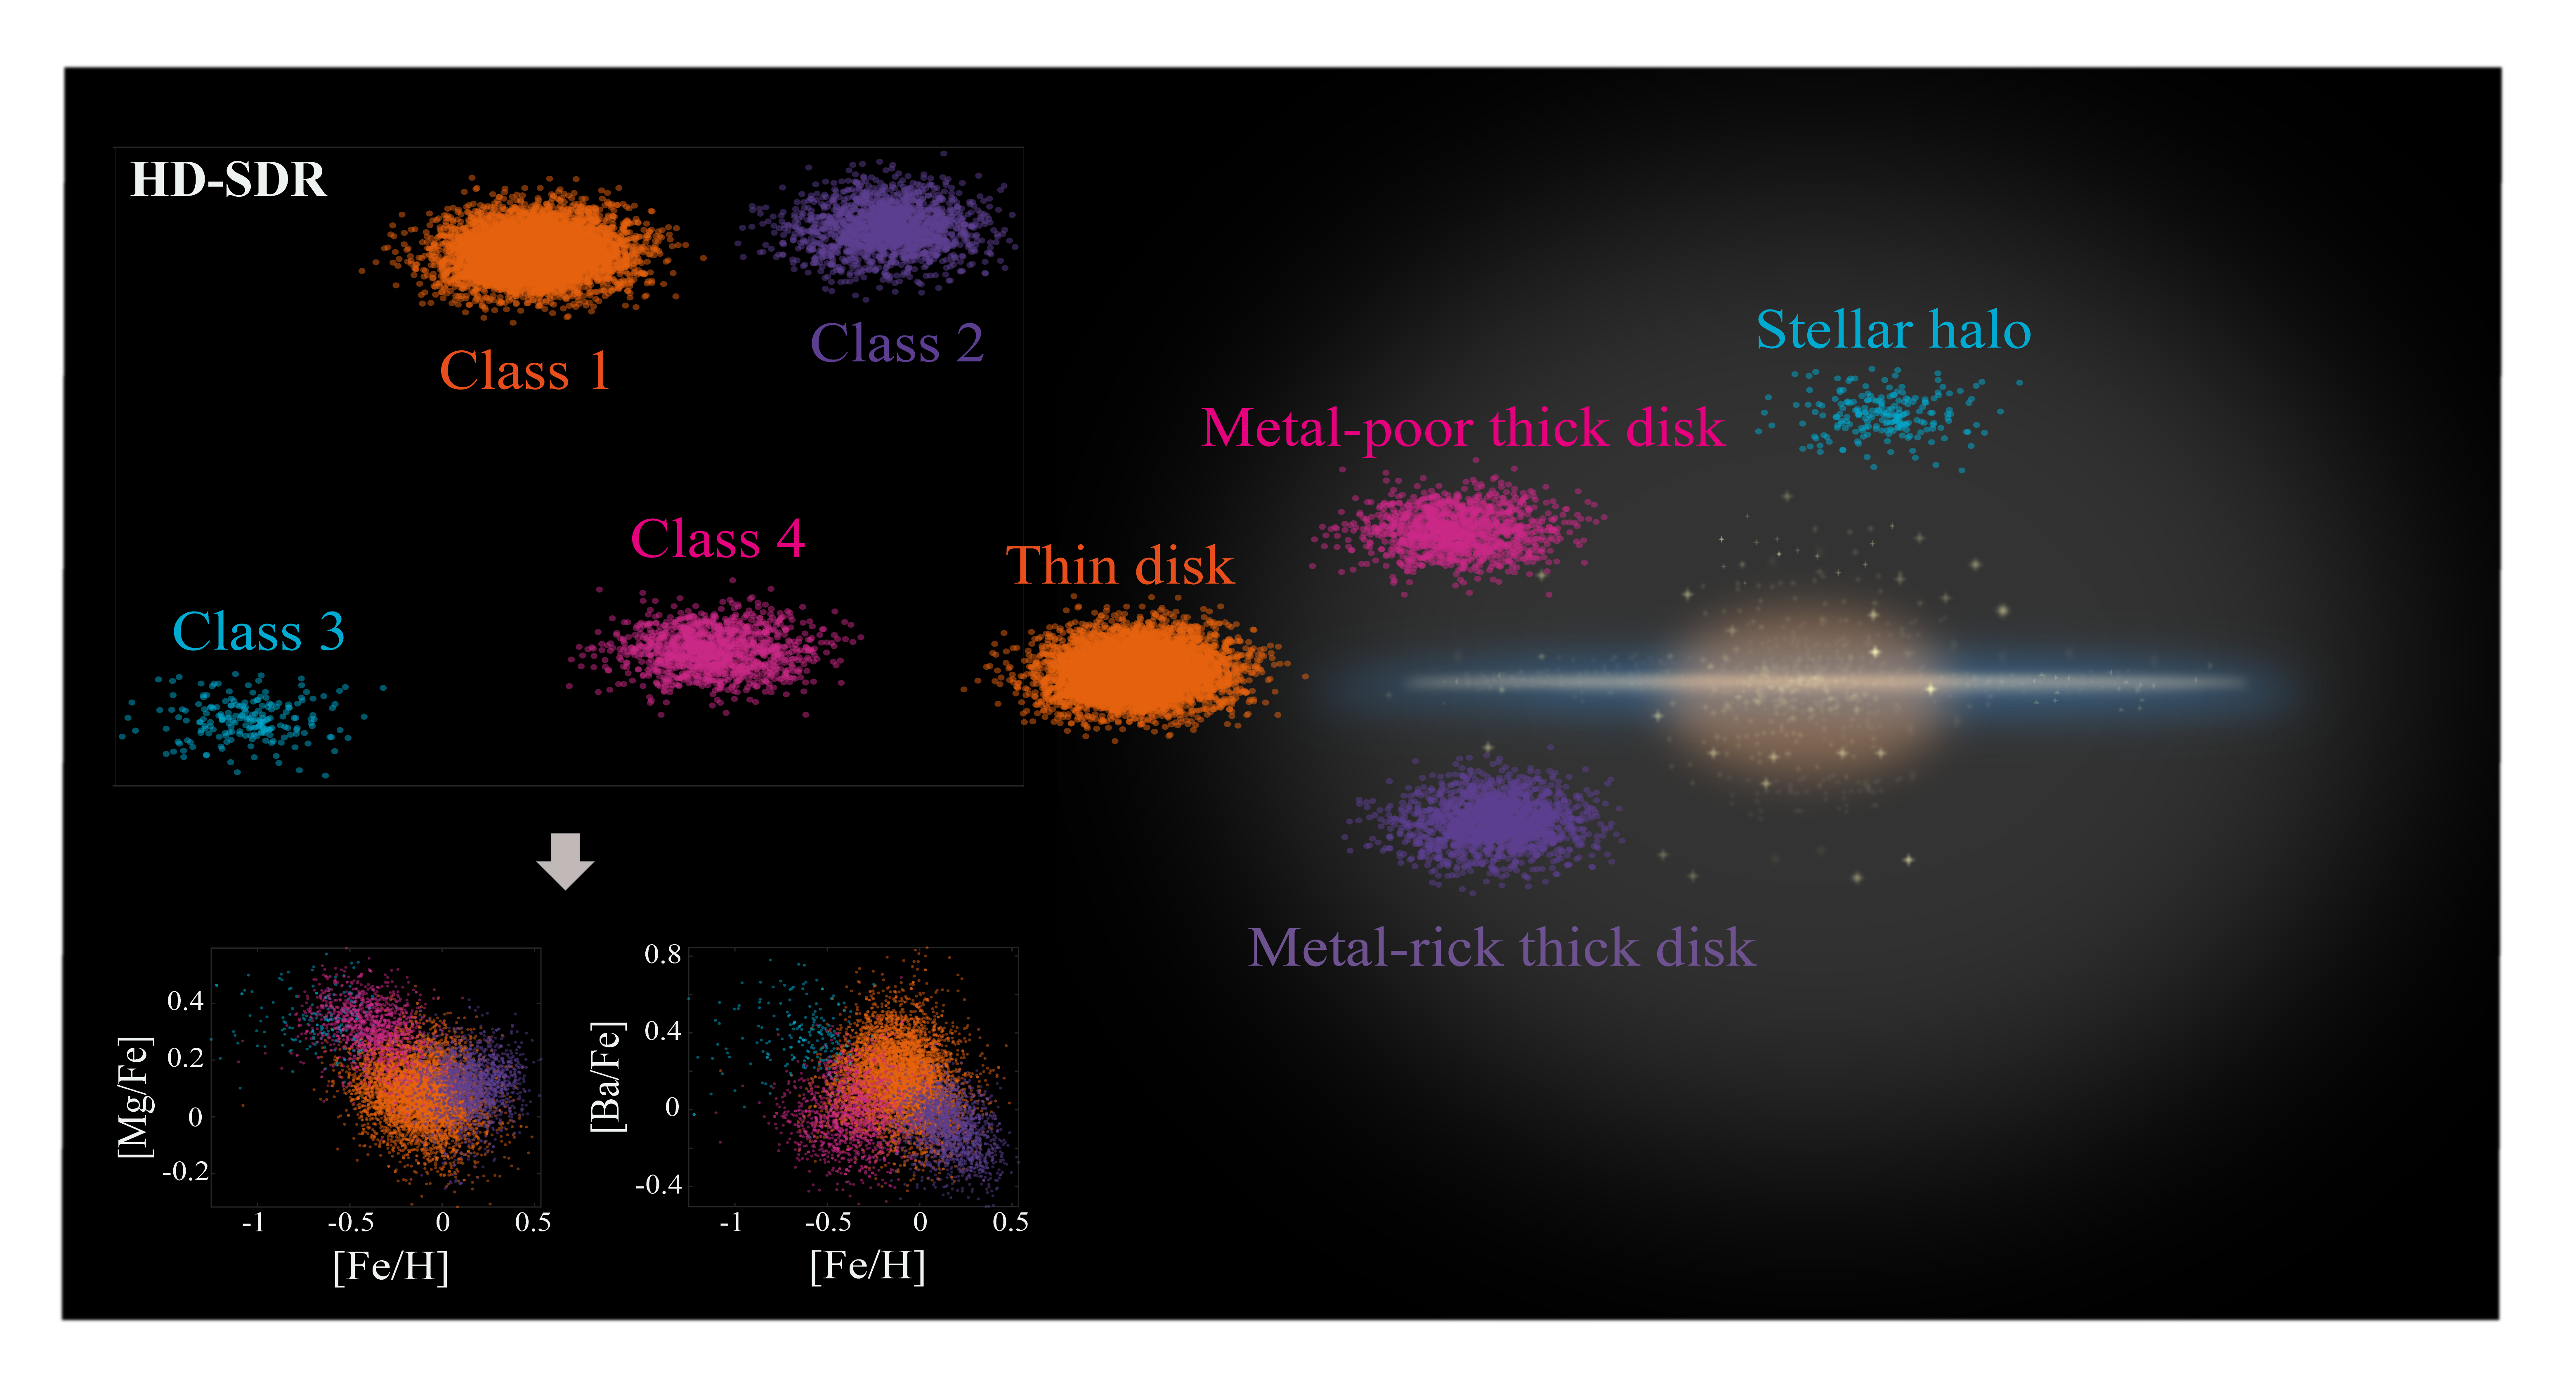 HD-SDR
Class 1
Class 2
Class 4
Class 3
Stellar halo
Metal-poor thick disk
Thin disk
Metal-rick thick disk
0.4
0.2
0
-0.2
[Mg/Fe]
-1 -0.5 0 0.5
[Fe/H]
0.8
0.4
0
-0.4
[Ba/Fe]
-1 -0.5 0 0.5
[Fe/H]